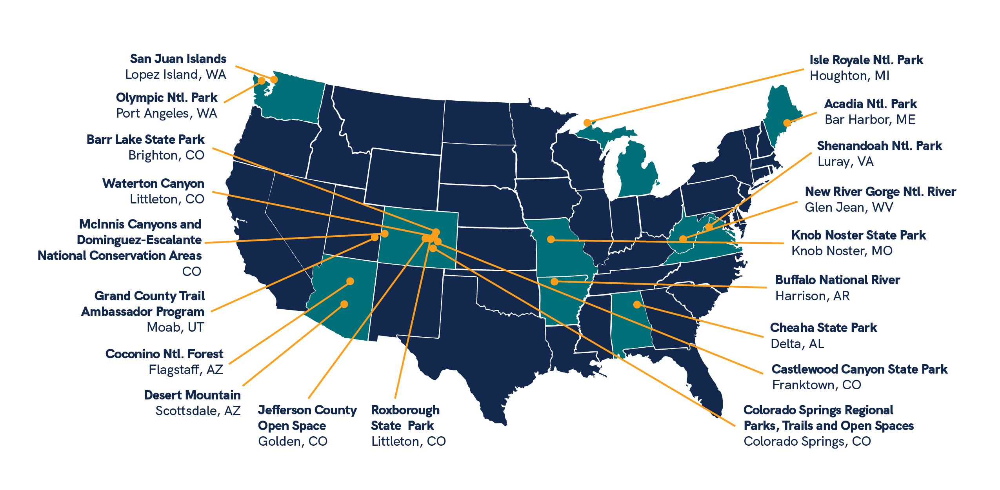 San Juan Islands
Lopez Island, WA
Olympic Ntl. Park
Port Angeles, WA
Barr Lake State Park
Brighton, CO
Waterton Canyon
Littleton, CO
McInnis Canyons and
Dominguez-Escalante
National Conservation Areas
CO
Grand County Trail
Ambassador Program
Moab, UT
Coconino Ntl. Forest
Flagstaff, AZ
Desert Mountain
Scottsdale, AZ
Jefferson County
Open Space
Golden, CO
Roxborough
State Park
Littleton, CO
Isle Royale Ntl. Park
Houghton, MI
Acadia Ntl. Park
Bar Harbor, ME
Shenandoah Ntl. Park
Luray, VA
New River Gorge Ntl. River
Glen Jean, WV
Knob Noster State Park
Knob Noster, MO
Buffalo National River
Harrison, AR
Cheaha State Park
Delta, AL
Castlewood Canyon State Park
Franktown, CO
Colorado Springs Regional
Parks, Trails and Open Spaces
Colorado Springs, CO